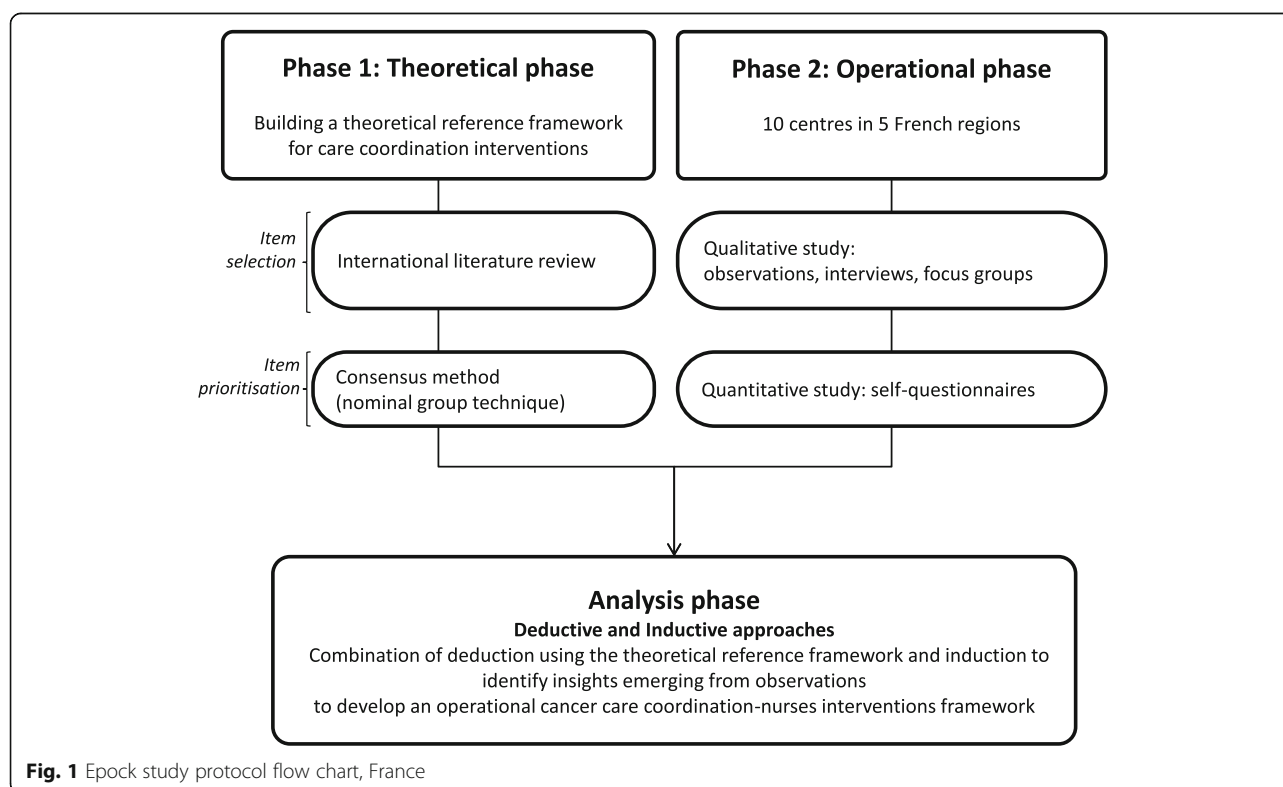 Phase 1: Theoretical phase
Building a theoretical reference framework
for care coordination interventions
Phase 2: Operational phase
10 centres in 5 French regions
Item
selection
International literature review
Qualitative study:
observations, interviews, focus groups
Item
prioritisation
Consensus method
(nominal group technique)
Quantitative study: self-questionnaires
Analysis phase
Deductive and Inductive approaches
Combination of deduction using the theoretical reference framework and induction to
identify insights emerging from observations
to develop an operational cancer care coordination-nurses interventions framework
Fig. 1 Epock study protocol flow chart, France